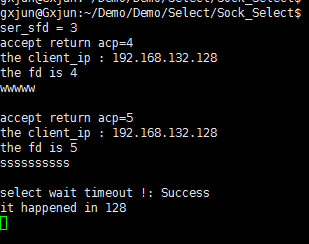 gxjun@Gxjun:~/Demo/Demo/Select/Sock_Select$
gxjun@Gxjun:~/Demo/Demo/Select/Sock_Select$
ser_sfd = 3
accept return acp=4
the client_ip : 192.168.132.128
the fd is 4
wwwww
accept return acp=5
the client_ip : 192.168.132.128
the fd is 5
ssssssssss
select wait timeout !: Success
it happened in 128